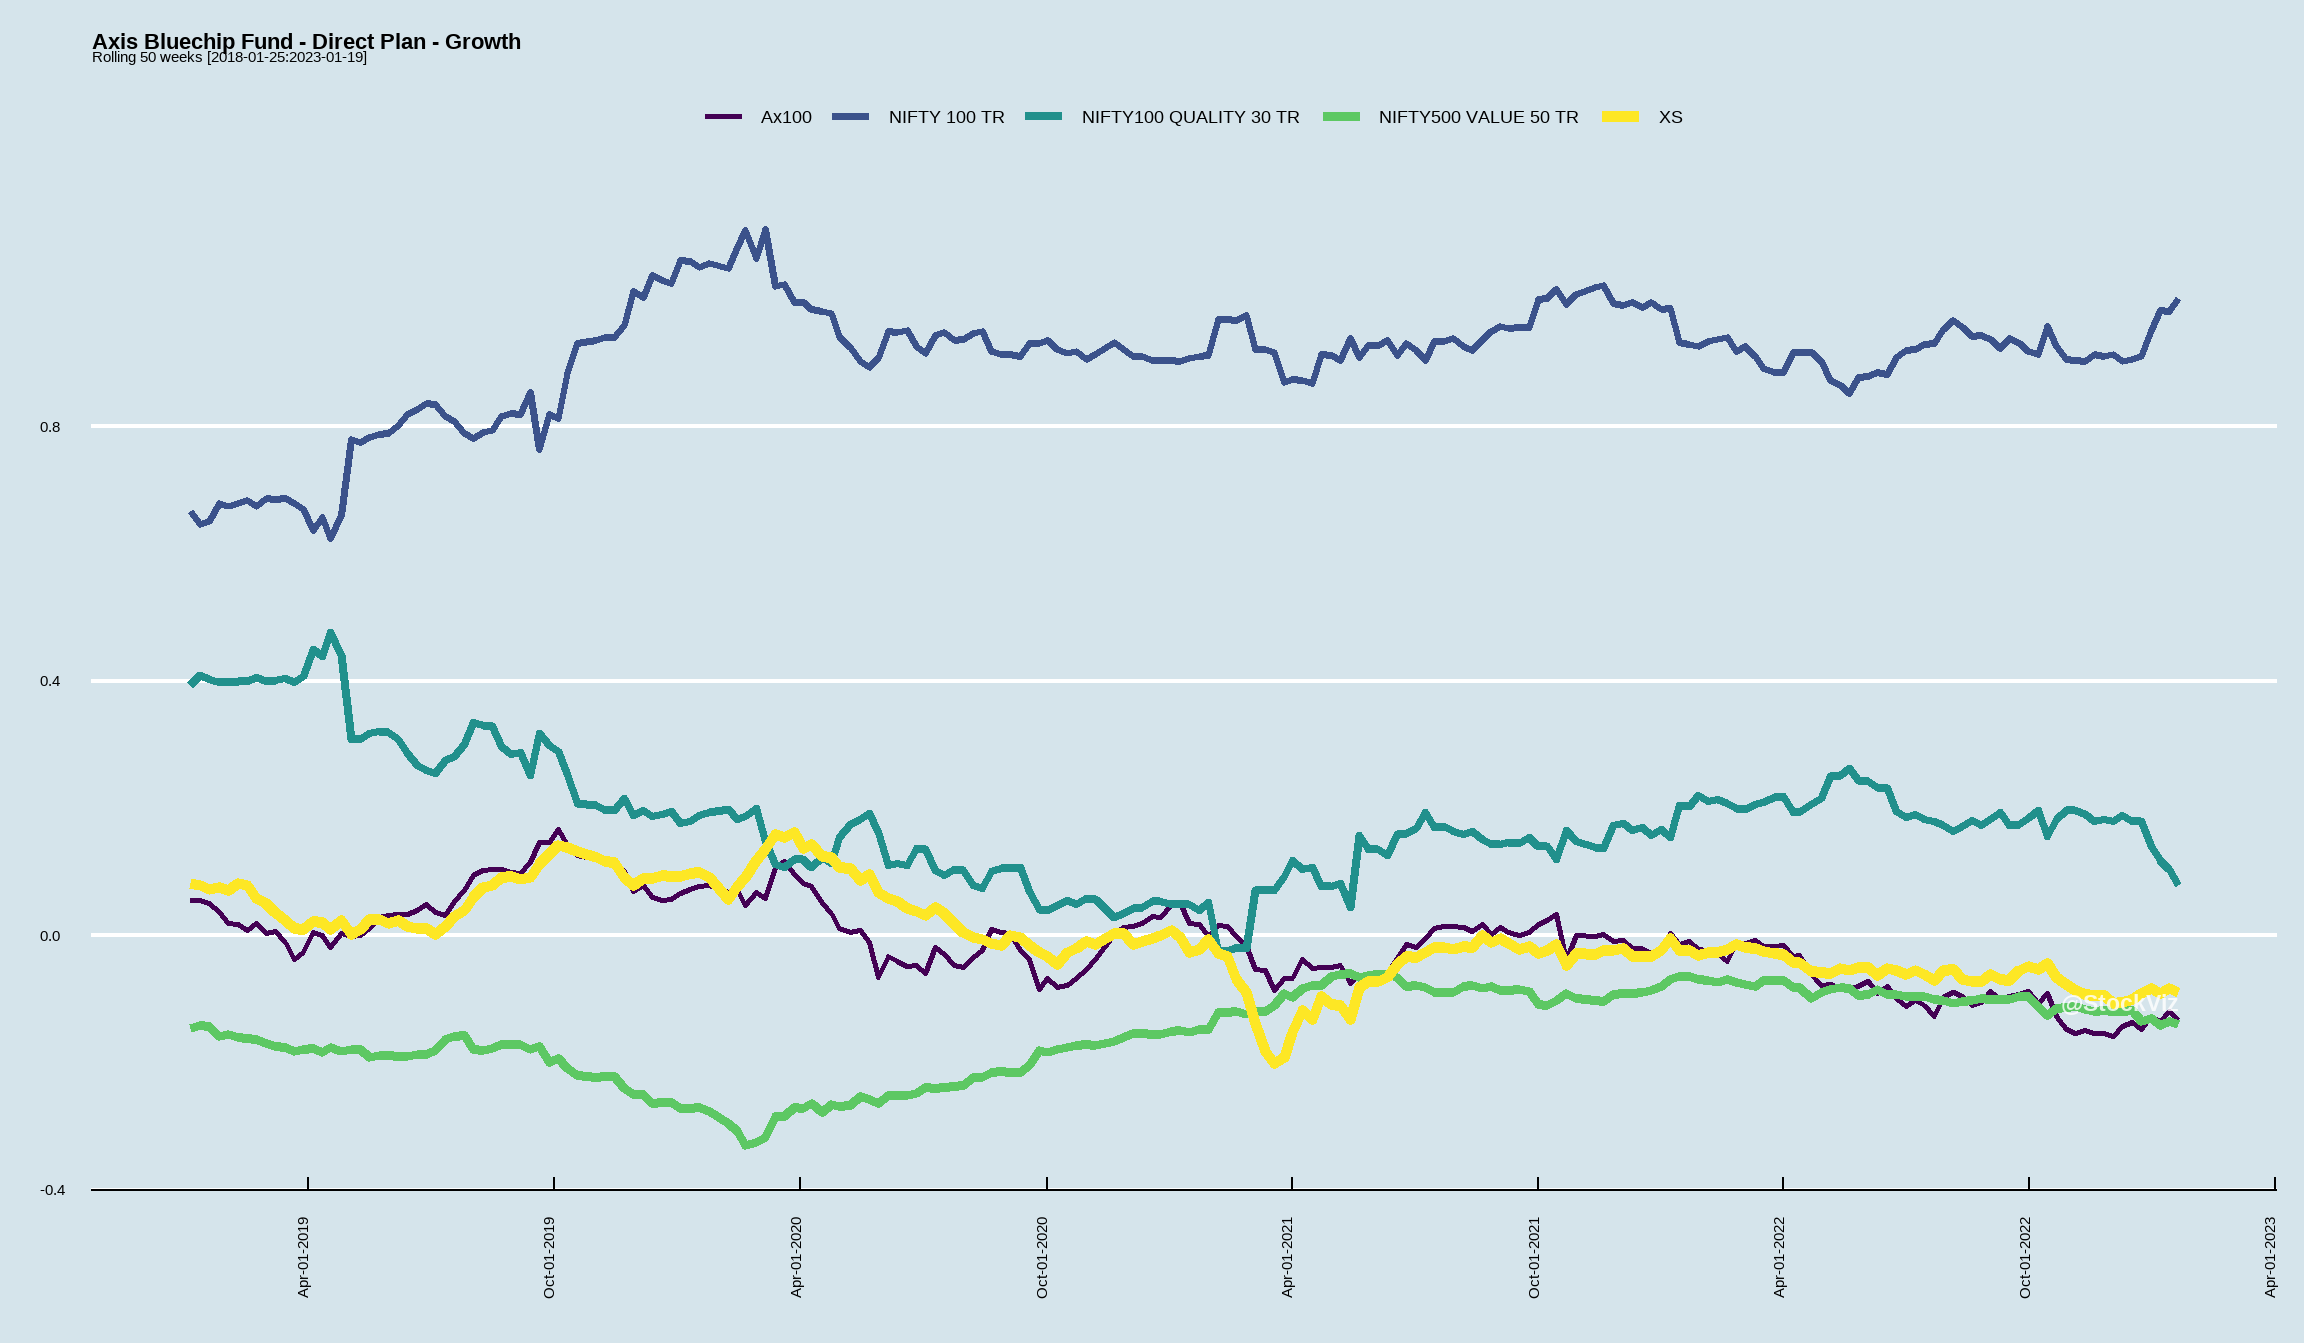 Axis Bluechip Fund - Direct Plan - Growth
Rolling 50 weeks [2018-01-25:2023-01-19]
Ax100 NIFTY 100 TR NIFTY100 QUALITY 30 TR NIFTY500 VALUE 50 TR XS
0.8
0.4
0.0
@StockViz
-0.4
Apr-01-2019 Oct-01-2019 Apr-01-2020 Oct-01-2020 Apr-01-2021 Oct-01-2021 Apr-01-2022 Oct-01-2022 Apr-01-2023